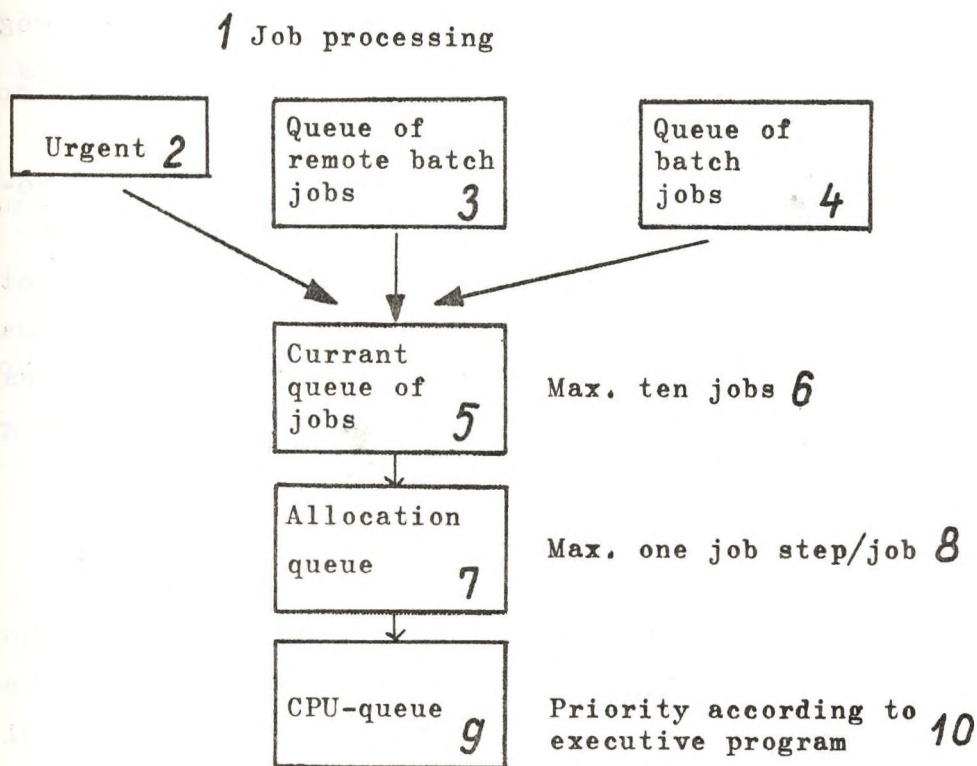 1 Job processing
Urgent 2
Queue of
remote batch
jobs 3
Queue of
batch
jobs 4
Currant
queue of
jobs 5
Max. ten jobs 6
Allocation
queue 7
Max. one job step/job 8
CPU-queue 9
Priority according to
executive program 10